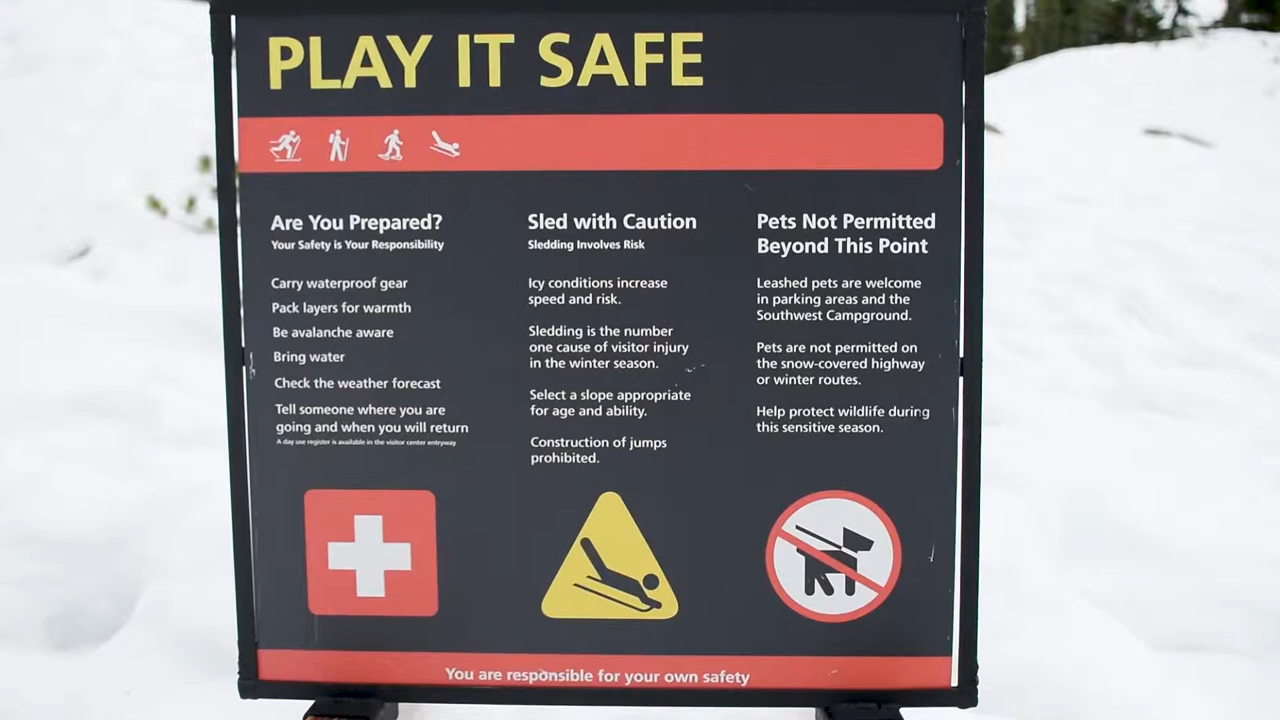 PLAY IT SAFE
Are You Prepared?
Your Safety is Your Responsibility
Carry waterproof gear
Pack layers for warmth
Be avalanche aware
Bring water
Check the weather forecast
Tell someone where you are
going and when you will return
A day use register is available in the visitor center entryway
Sled with Caution
Sledding Involves Risk
Icy conditions increase
speed and risk.
Sledding is the number
one cause of visitor injury
in the winter season.
Select a slope appropriate
for age and ability.
Construction of jumps
prohibited.
Pets Not Permitted
Beyond This Point
Leashed pets are welcome
in parking areas and the
Southwest Campground.
Pets are not permitted on
the snow-covered highway
or winter routes.
Help protect wildlife during
this sensitive season.
You are responsible for your own safety